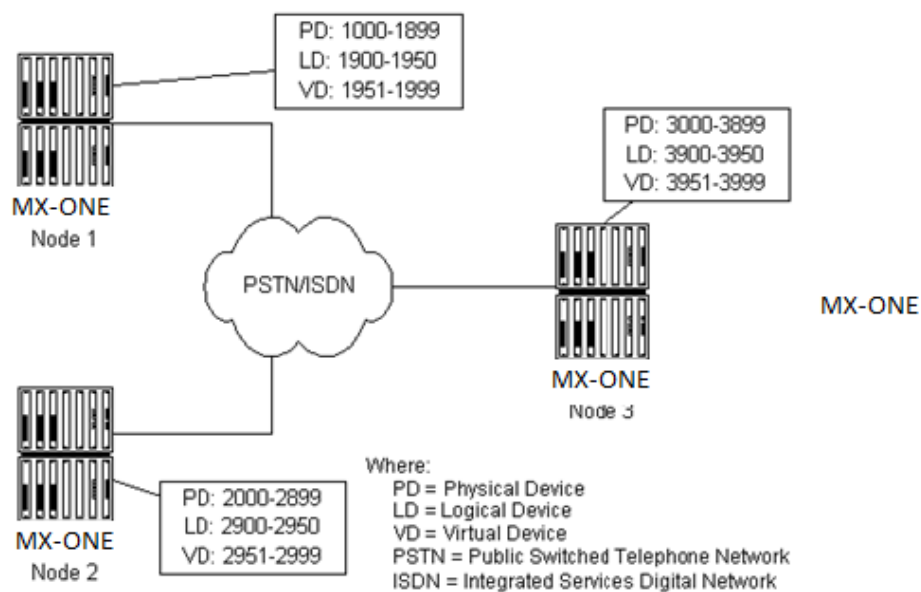 PD: 1000-1899
LD: 1900-1950
VD: 1951-1999
MX-ONE
Node 1
PD: 3000-3899
LD: 3900-3950
VD: 3951-3999
PSTN/ISDN
MX-ONE
MX-ONE
Node 3
PD: 2000-2899
LD: 2900-2950
VD: 2951-2999
MX-ONE
Node 2
Where:
PD = Physical Device
LD = Logical Device
VD = Virtual Device
PSTN = Public Switched Telephone Network
ISDN = Integrated Services Digital Network